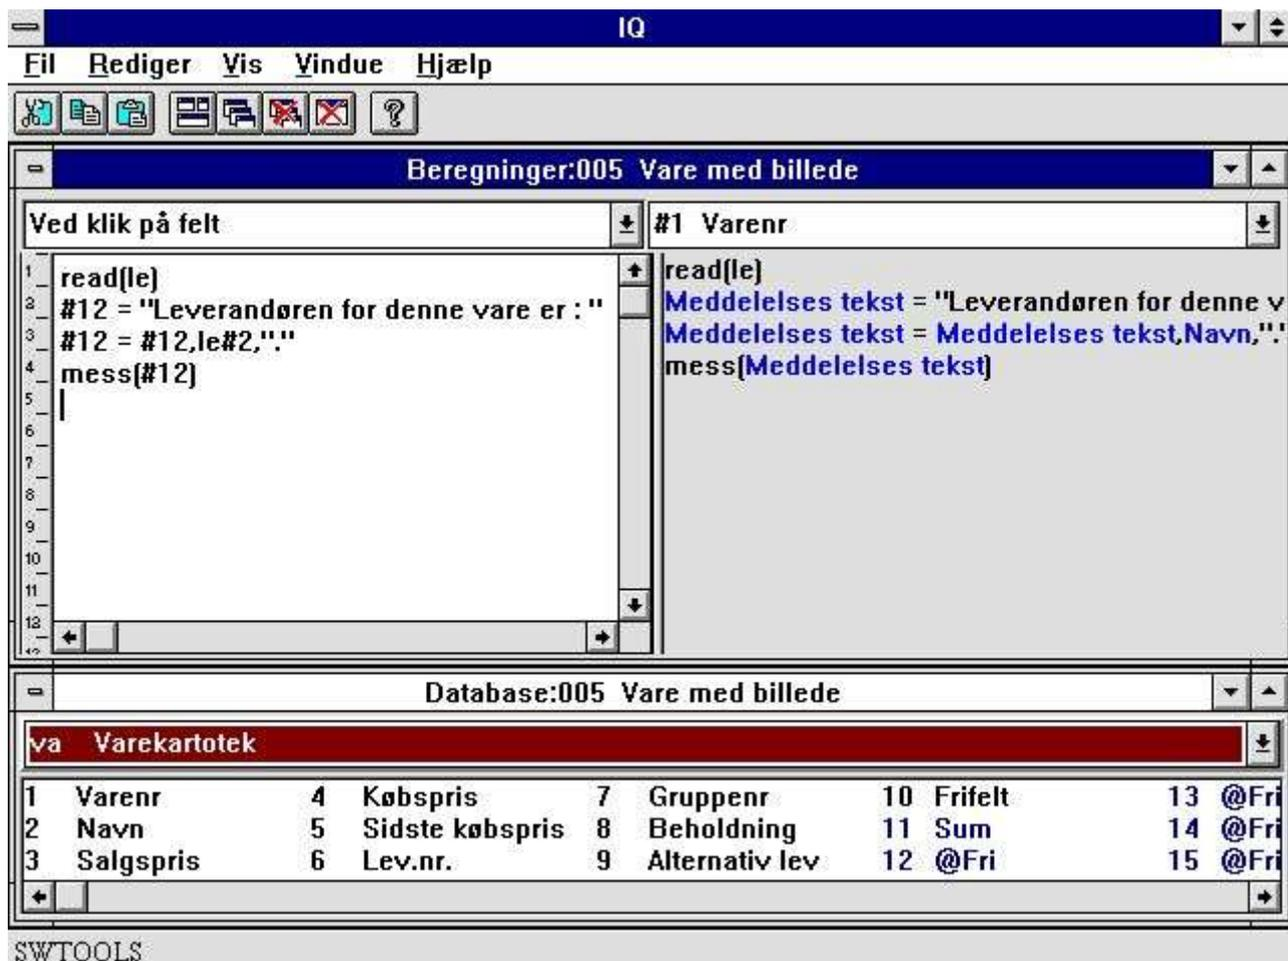 IQ
Fil Rediger Vis Vindue Hjælp
?
Beregninger:005 Vare med billede
Ved klik på felt
#1 Varenr
1 read(le)
2 #12 = "Leverandøren for denne vare er : "
3 #12 = #12,le#2,"."
4 mess(#12)
5
6
7
8
9
10
11
12
read(le)
Meddelelses tekst = "Leverandøren for denne v
Meddelelses tekst = Meddelelses tekst,Navn,"."
mess(Meddelelses tekst)
Database:005 Vare med billede
va Varekartotek
1 Varenr 4 Købspris 7 Gruppenr 10 Frifelt 13 @Fri
2 Navn 5 Sidste købspris 8 Beholdning 11 Sum 14 @Fri
3 Salgspris 6 Lev.nr. 9 Alternativ lev 12 @Fri 15 @Fri
SWTOOLS